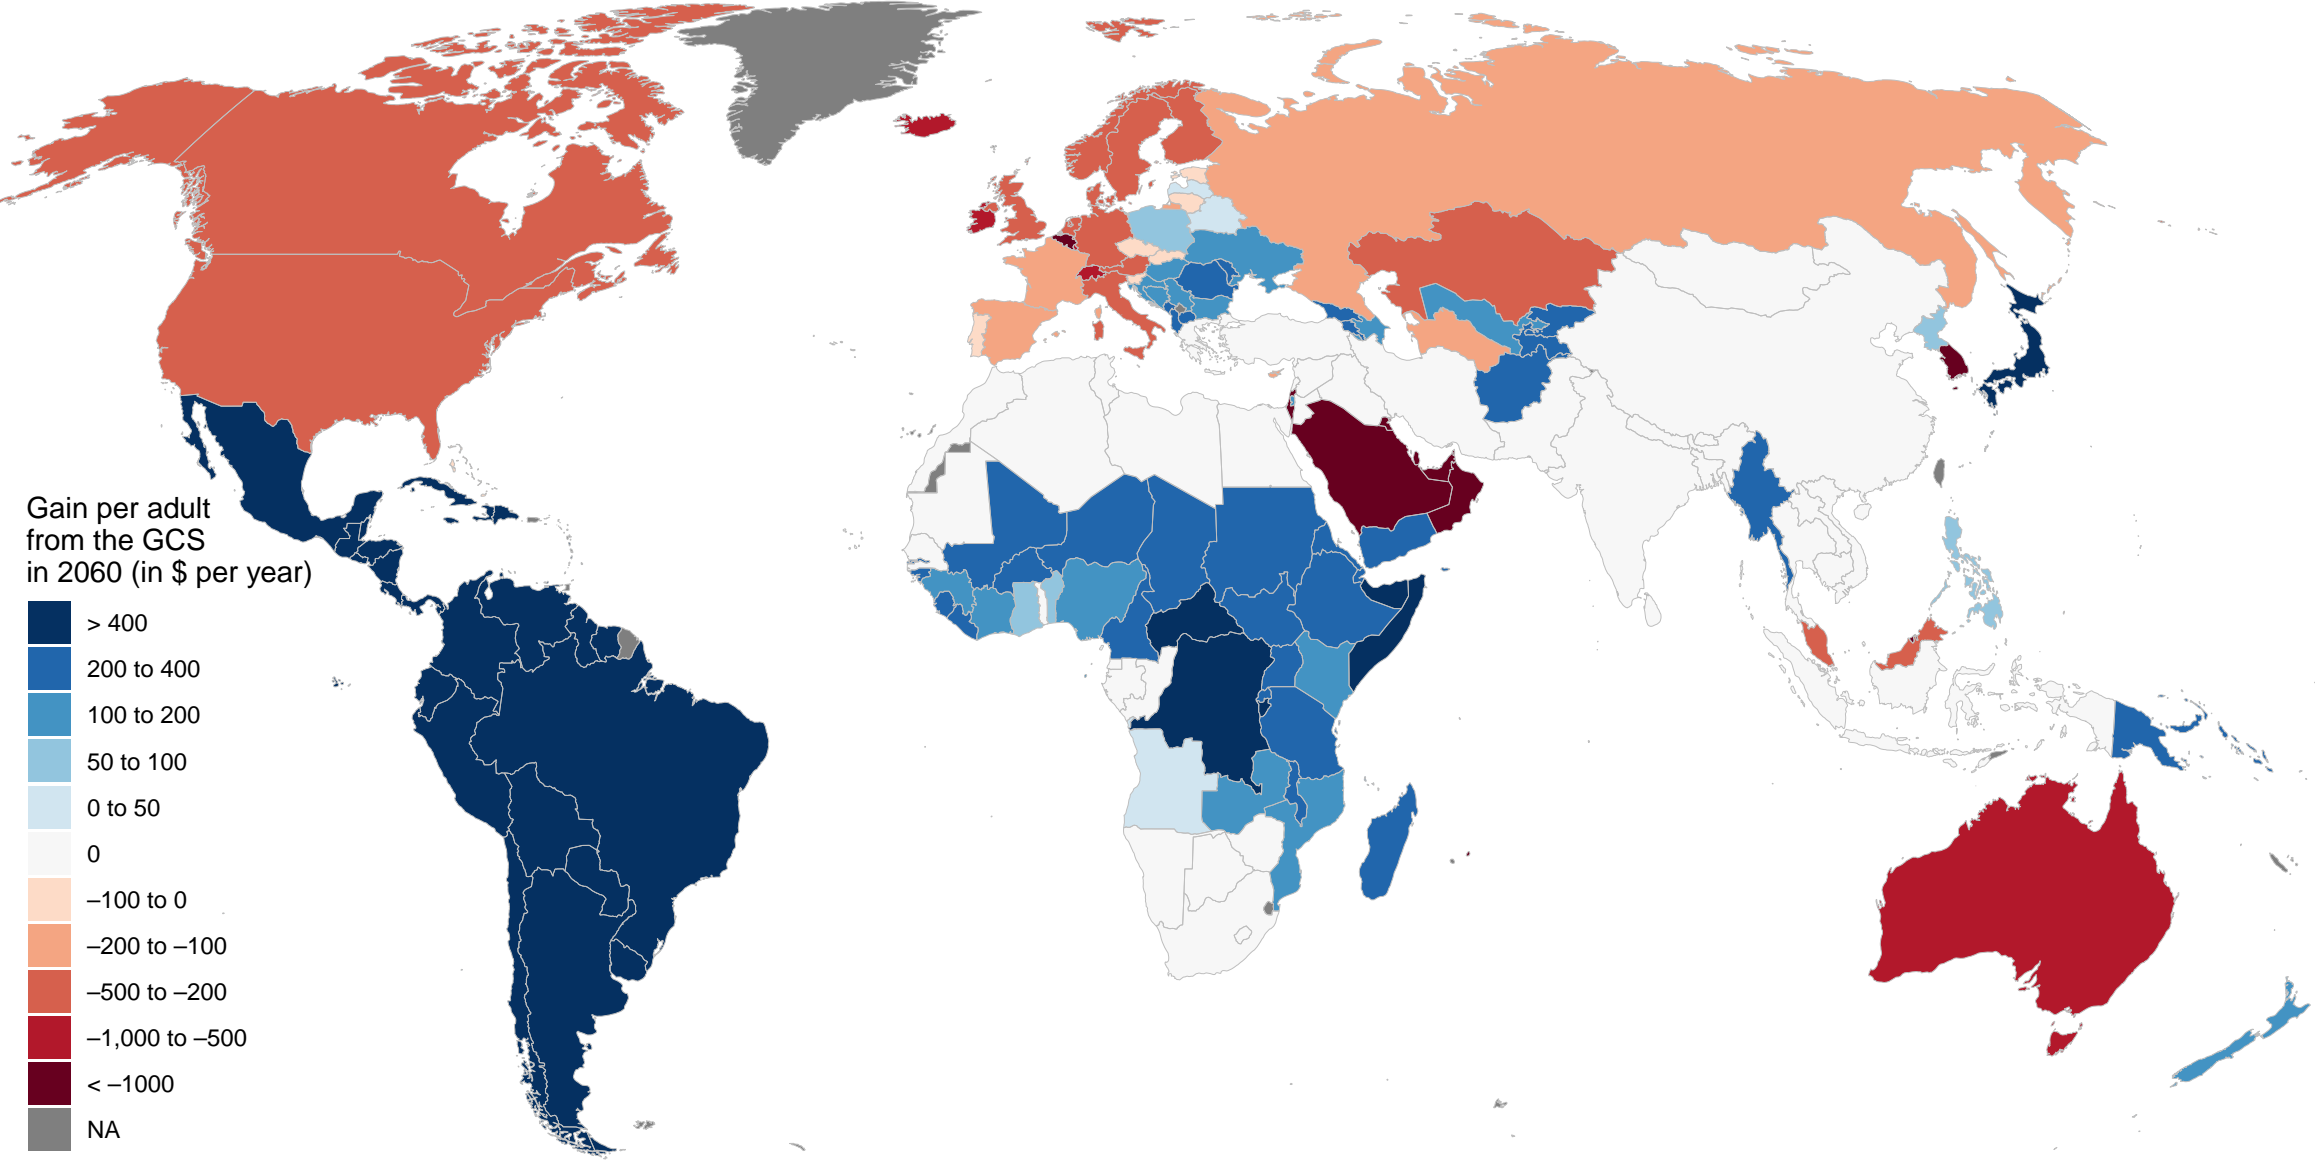 Gain per adult
from the GCS
in 2060 (in $ per year)
> 400
200 to 400
100 to 200
50 to 100
0 to 50
0
–100 to 0
–200 to –100
–500 to –200
–1,000 to –500
< –1000
NA